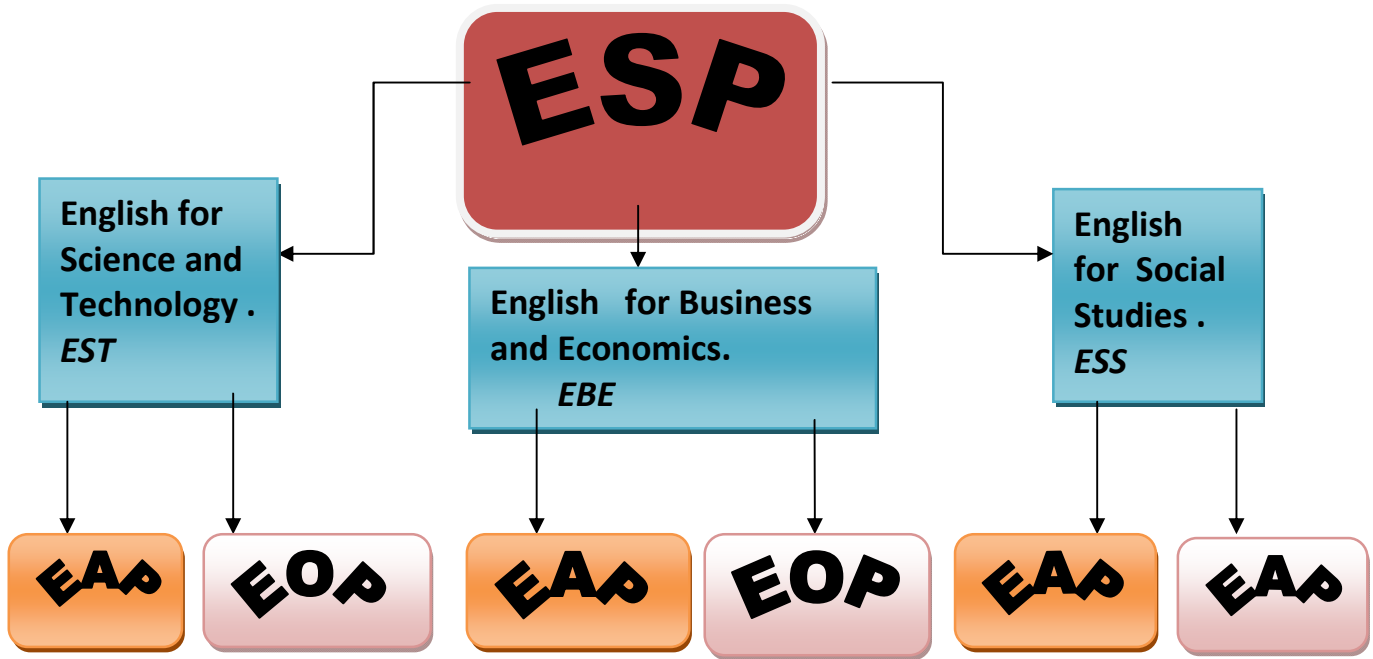 ESP
English for
Science and
Technology .
EST
English for Business
and Economics.
EBE
English
for Social
Studies .
ESS
EAP
EOP
EAP
EOP
EAP
EAP